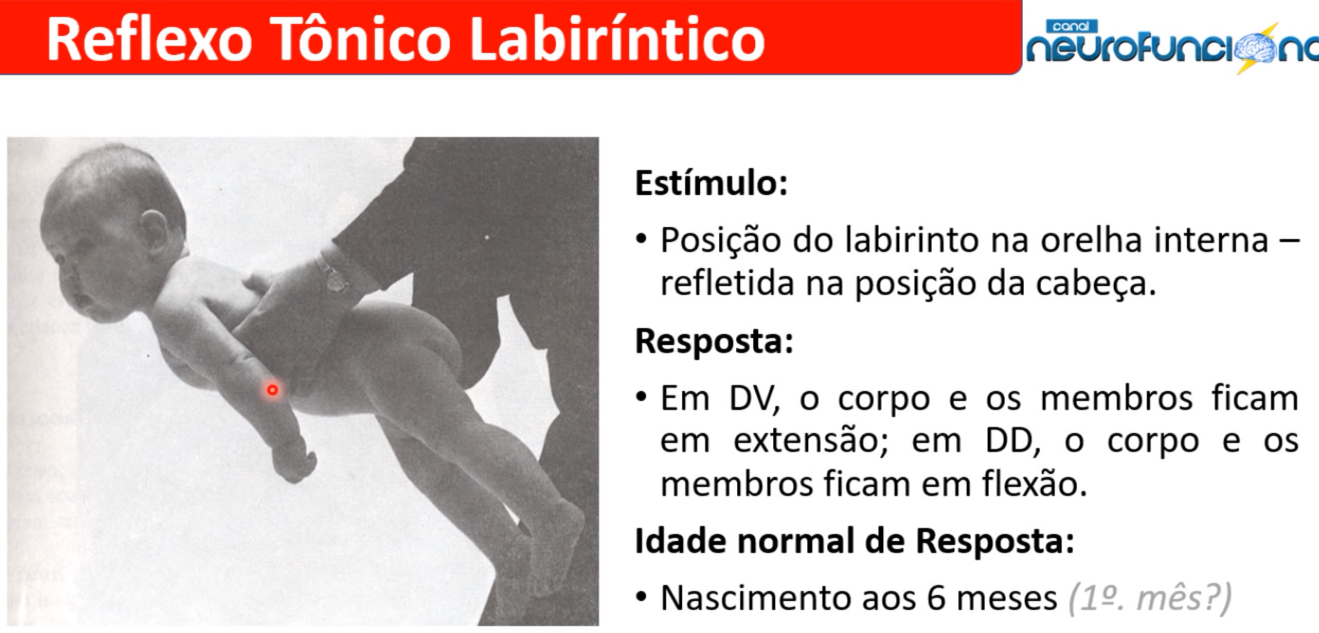 Reflexo Tônico Labiríntico
canal
neuroFunciona
Estímulo:
• Posição do labirinto na orelha interna –
refletida na posição da cabeça.
Resposta:
• Em DV, o corpo e os membros ficam
em extensão; em DD, o corpo e os
membros ficam em flexão.
Idade normal de Resposta:
• Nascimento aos 6 meses (1º. mês?)